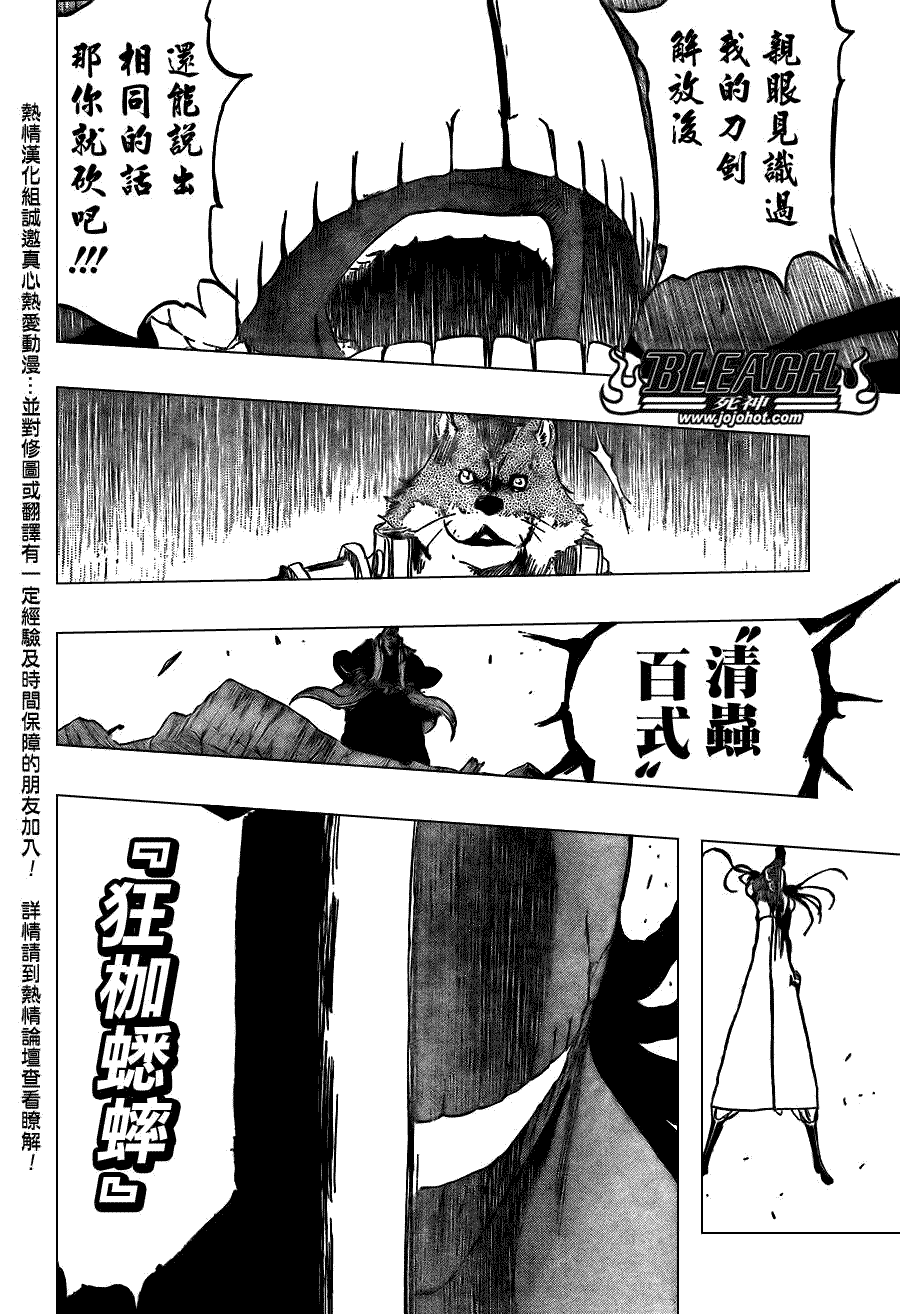 親眼見識過
我的刀劍
解放後
還能說出
相同的話
那你就砍吧!!!
BLEACH
死神
www.jojohot.com
“清蟲
百式”
『狂枷蟋蟀』
熱情漢化組誠邀真心熱愛動漫…並對修圖或翻譯有一定經驗及時間保障的朋友加入! 詳情請到熱情論壇查看瞭解!